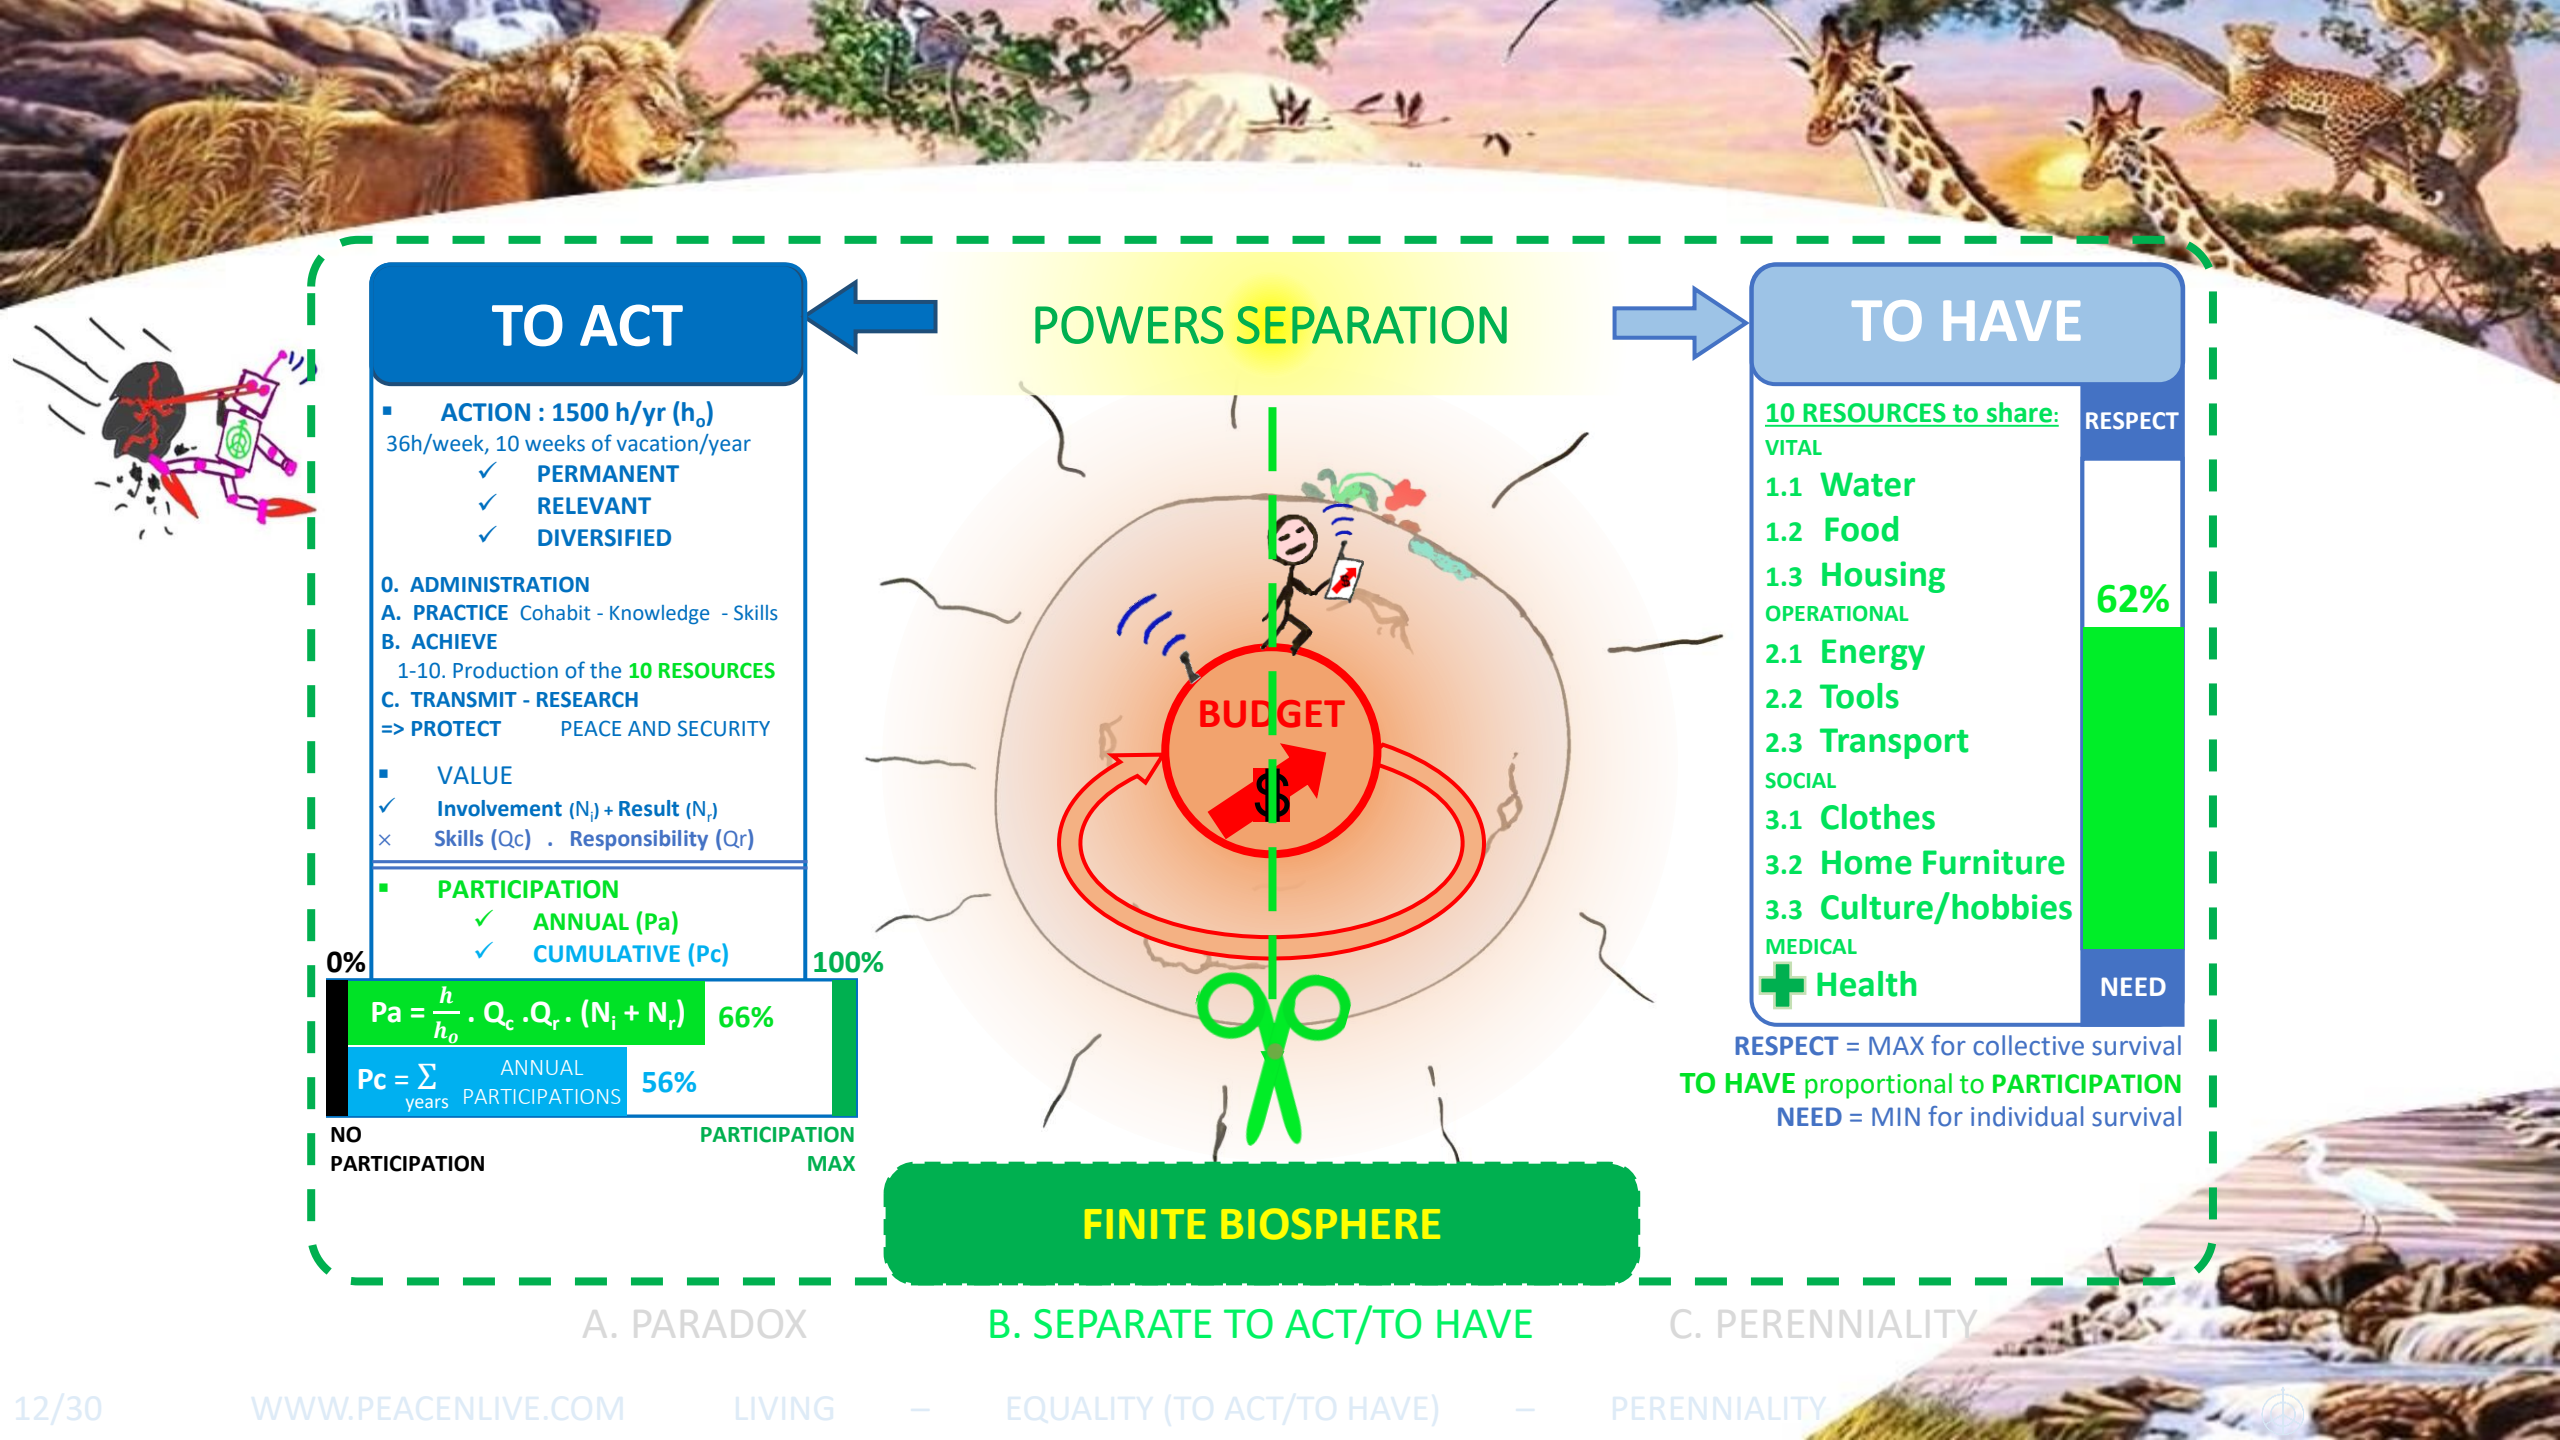 POWERS SEPARATION
TO ACT
▪ ACTION : 1500 h/yr (hₒ)
36h/week, 10 weeks of vacation/year
✓ PERMANENT
✓ RELEVANT
✓ DIVERSIFIED
0. ADMINISTRATION
A. PRACTICE Cohabit - Knowledge - Skills
B. ACHIEVE
1-10. Production of the 10 RESOURCES
C. TRANSMIT - RESEARCH
=> PROTECT PEACE AND SECURITY
▪ VALUE
✓ Involvement (Nᵢ) + Result (Nᵣ)
× Skills (Qc) . Responsibility (Qr)
▪ PARTICIPATION
✓ ANNUAL (Pa)
✓ CUMULATIVE (Pc)
0% 100%
Pa = h/hₒ . Q꜀ .Qᵣ . (Nᵢ + Nᵣ) 66%
Pc = Σ years ANNUAL PARTICIPATIONS 56%
NO PARTICIPATION
PARTICIPATION MAX
BUDGET
$
$
TO HAVE
10 RESOURCES to share:
VITAL
1.1 Water
1.2 Food
1.3 Housing
OPERATIONAL
2.1 Energy
2.2 Tools
2.3 Transport
SOCIAL
3.1 Clothes
3.2 Home Furniture
3.3 Culture/hobbies
MEDICAL
Health
RESPECT
62%
NEED
RESPECT = MAX for collective survival
TO HAVE proportional to PARTICIPATION
NEED = MIN for individual survival
FINITE BIOSPHERE
A. PARADOX B. SEPARATE TO ACT/TO HAVE C. PERENNIALITY
12/30 WWW.PEACENLIVE.COM LIVING – EQUALITY (TO ACT/TO HAVE) – PERENNIALITY